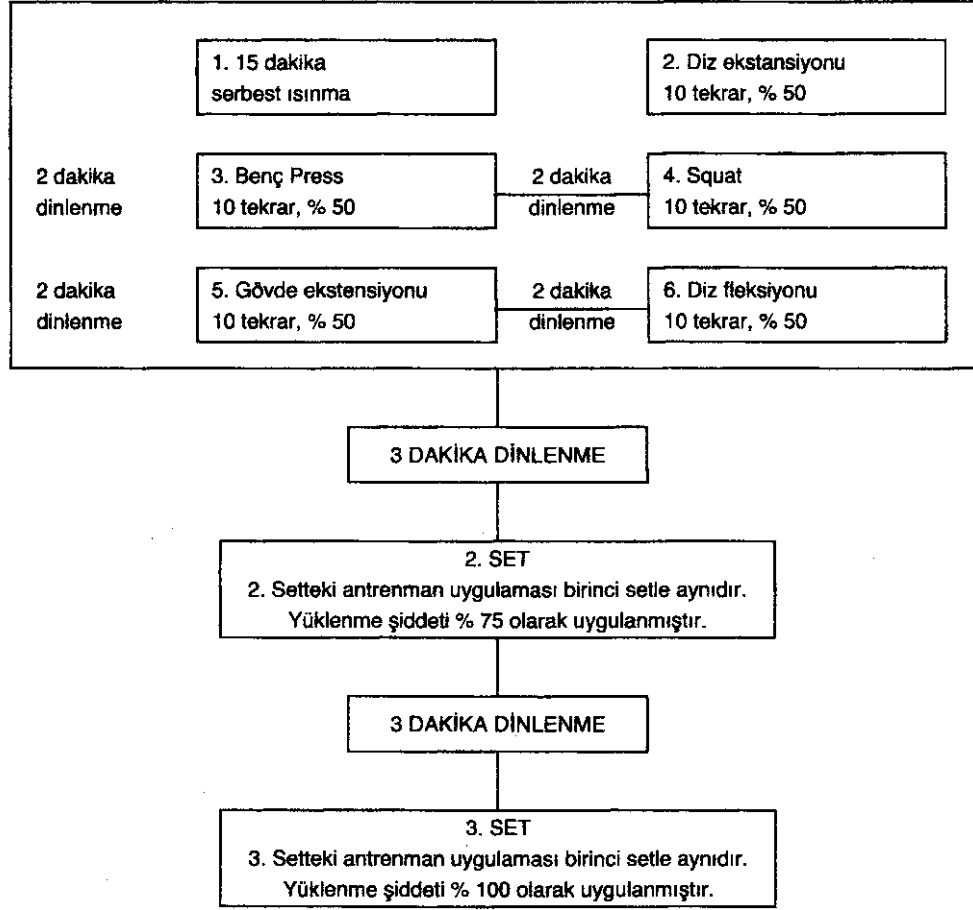 1. 15 dakika
serbest ısınma
2. Diz ekstansiyonu
10 tekrar, % 50
2 dakika
dinlenme
3. Benç Press
10 tekrar, % 50
2 dakika
dinlenme
4. Squat
10 tekrar, % 50
2 dakika
dinlenme
5. Gövde ekstensiyonu
10 tekrar, % 50
2 dakika
dinlenme
6. Diz fleksiyonu
10 tekrar, % 50
3 DAKİKA DİNLENME
2. SET
2. Setteki antrenman uygulaması birinci setle aynıdır.
Yüklenme şiddeti % 75 olarak uygulanmıştır.
3 DAKİKA DİNLENME
3. SET
3. Setteki antrenman uygulaması birinci setle aynıdır.
Yüklenme şiddeti % 100 olarak uygulanmıştır.